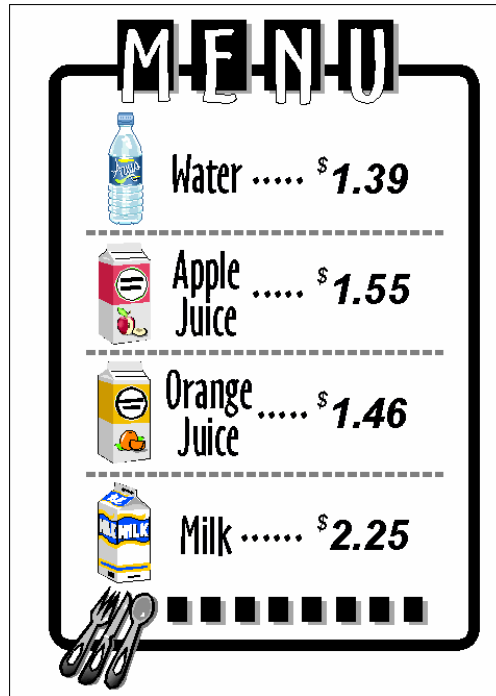 MENU
Water ..... $1.39
Apple
Juice ..... $1.55
Orange
Juice ..... $1.46
MILK
Milk ...... $2.25